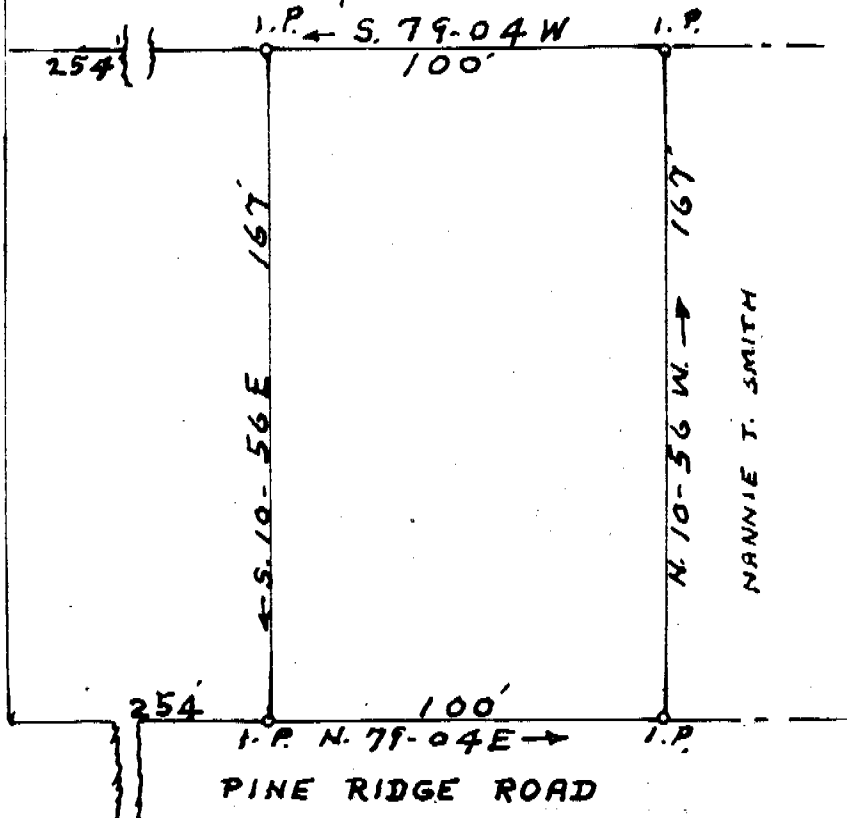 I.P. ← S. 79-04 W I.P.
254' 100'
← S. 10-56 E 167'
N. 10-56 W. → 167'
NANNIE T. SMITH
254' 100'
I.P. N. 79-04 E → I.P.
PINE RIDGE ROAD